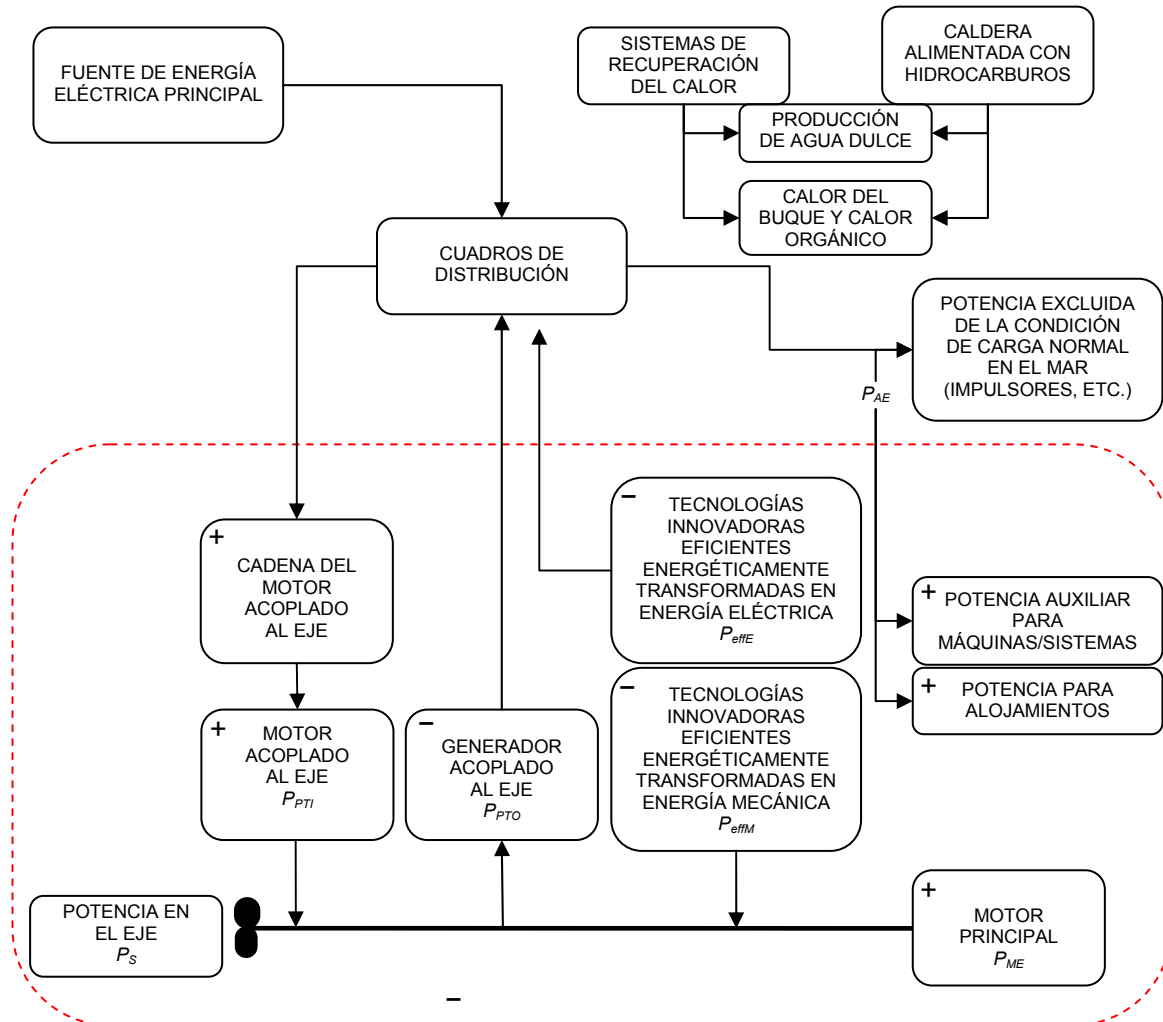 FUENTE DE ENERGÍA
ELÉCTRICA PRINCIPAL
SISTEMAS DE
RECUPERACIÓN
DEL CALOR
CALDERA
ALIMENTADA CON
HIDROCARBUROS
PRODUCCIÓN
DE AGUA DULCE
CALOR DEL
BUQUE Y CALOR
ORGÁNICO
CUADROS DE
DISTRIBUCIÓN
POTENCIA EXCLUIDA
DE LA CONDICIÓN
DE CARGA NORMAL
EN EL MAR
(IMPULSORES, ETC.)
PAE
+
CADENA DEL
MOTOR
ACOPLADO
AL EJE
–
TECNOLOGÍAS
INNOVADORAS
EFICIENTES
ENERGÉTICAMENTE
TRANSFORMADAS EN
ENERGÍA ELÉCTRICA
PeffE
+
POTENCIA AUXILIAR
PARA
MÁQUINAS/SISTEMAS
+
POTENCIA PARA
ALOJAMIENTOS
+
MOTOR
ACOPLADO
AL EJE
PPTI
–
GENERADOR
ACOPLADO
AL EJE
PPTO
–
TECNOLOGÍAS
INNOVADORAS
EFICIENTES
ENERGÉTICAMENTE
TRANSFORMADAS EN
ENERGÍA MECÁNICA
PeffM
POTENCIA EN
EL EJE
PS
+
MOTOR
PRINCIPAL
PME
–